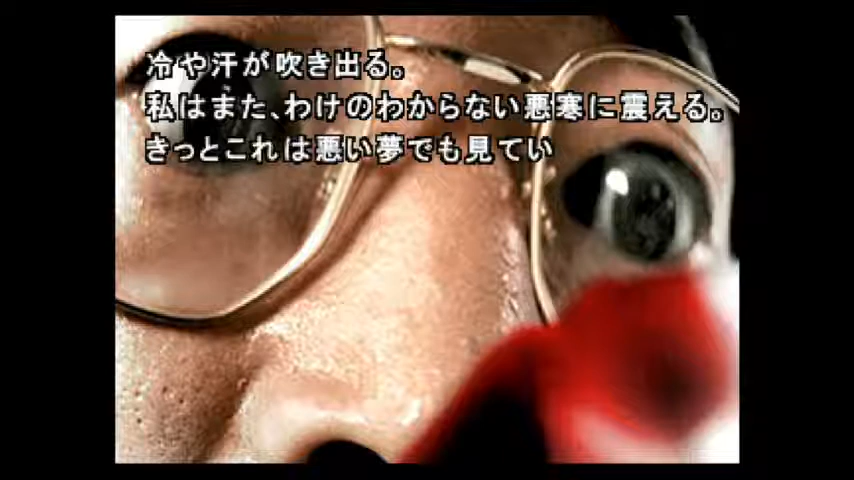 冷や汗が吹き出る。
私はまた、わけのわからない悪寒に震える。
きっとこれは悪い夢でも見てい